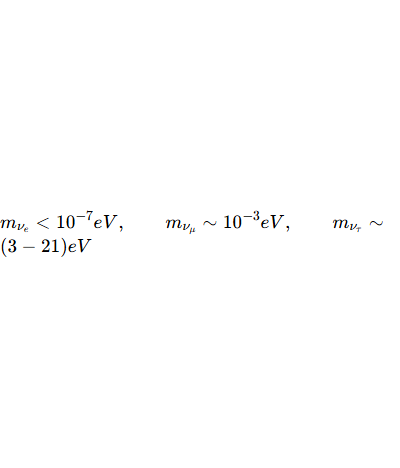 $m_{\nu_e} < 10^{-7} eV, \qquad m_{\nu_\mu} \sim 10^{-3} eV, \qquad m_{\nu_\tau} \sim$
$(3 - 21) eV$